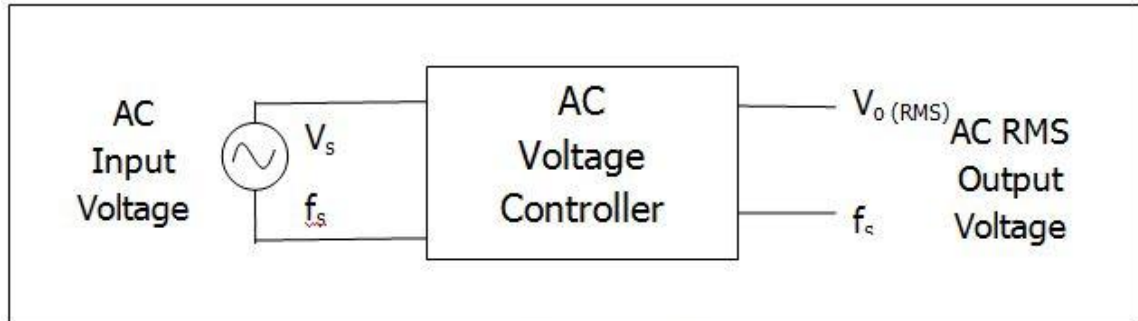 AC
Input
Voltage
Vs
fs
AC
Voltage
Controller
Vo (RMS)
fs
AC RMS
Output
Voltage